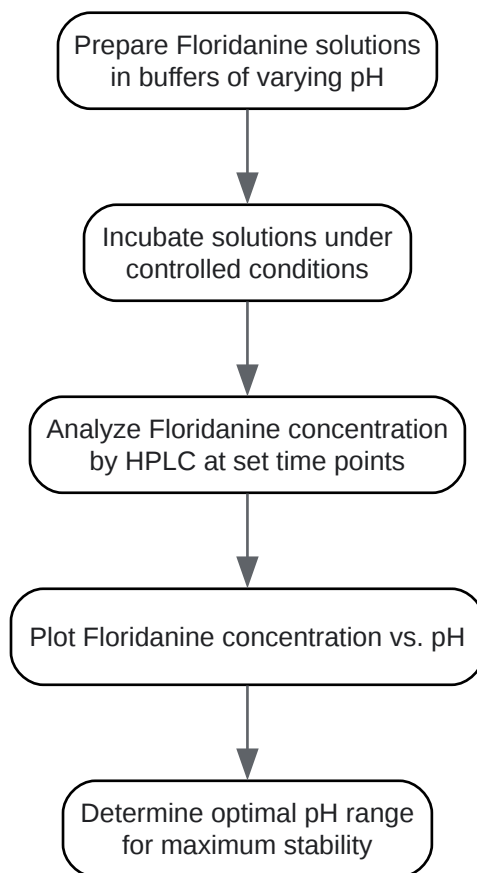 Prepare Floridanine solutions
in buffers of varying pH
Incubate solutions under
controlled conditions
Analyze Floridanine concentration
by HPLC at set time points
Plot Floridanine concentration vs. pH
Determine optimal pH range
for maximum stability